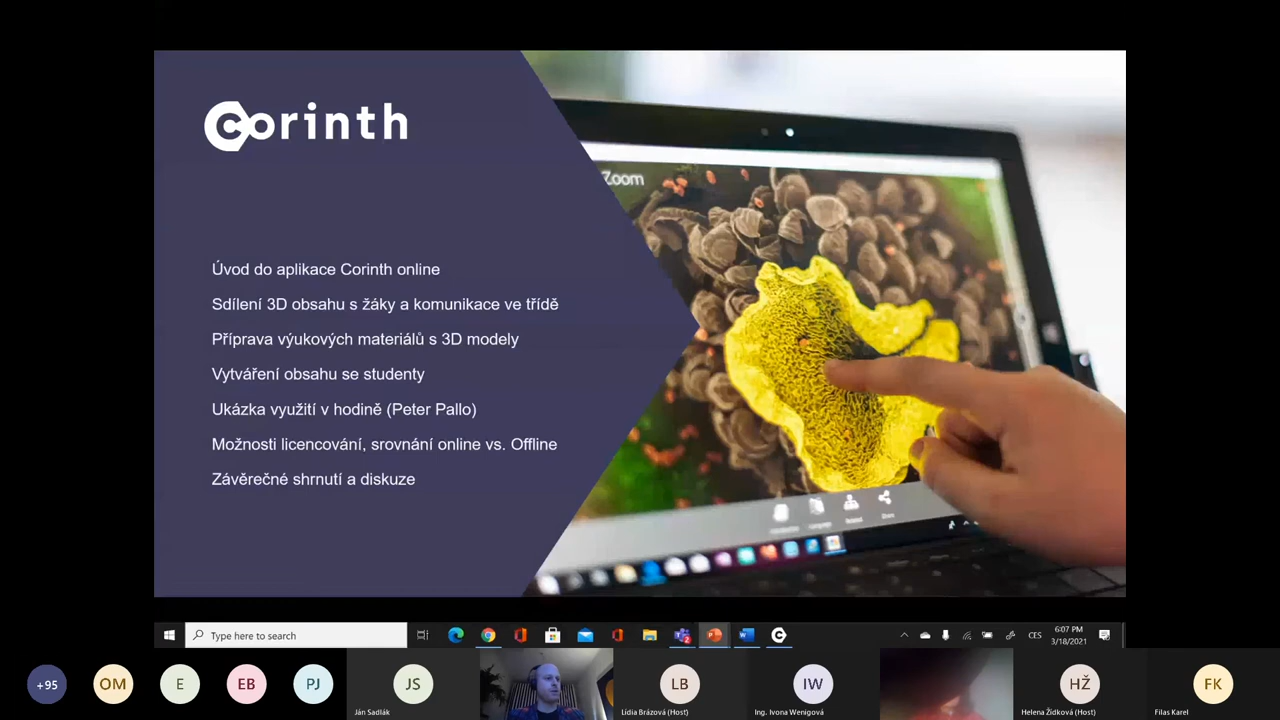 Corinth
Úvod do aplikace Corinth online
Sdílení 3D obsahu s žáky a komunikace ve třídě
Příprava výukových materiálů s 3D modely
Vytváření obsahu se studenty
Ukázka využití v hodině (Peter Pallo)
Možnosti licencování, srovnání online vs. Offline
Závěrečné shrnutí a diskuze
Zoom
Type here to search
CES
6:07 PM
3/18/2021
+95
OM
E
EB
PJ
JS
Ján Sadlák
LB
Lídia Brázová (Host)
IW
Ing. Ivona Wenigová
HŽ
Helena Židková (Host)
FK
Filas Karel